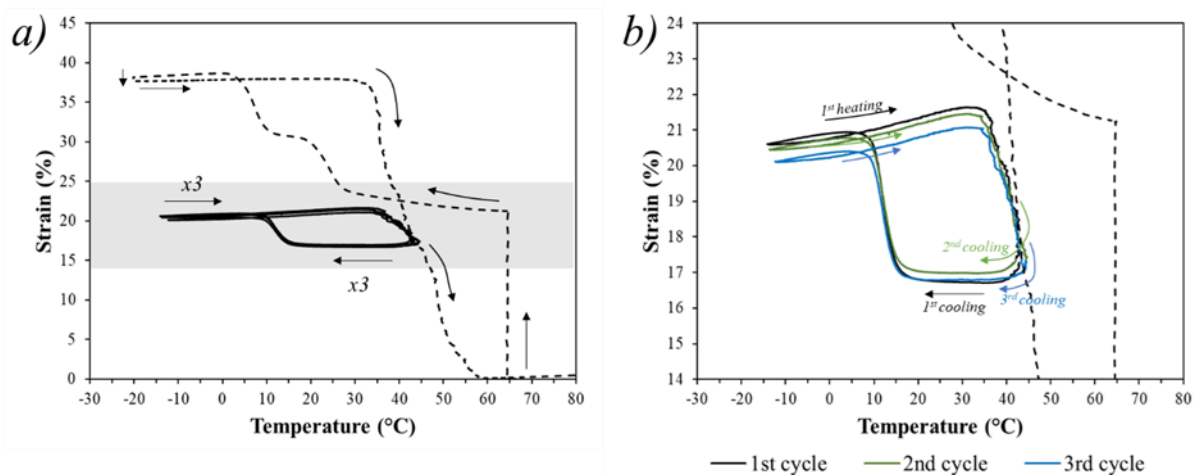 a)
45
40
35
30
25
20
15
10
5
0
Strain (%)
x3
x3
-30 -20 -10 0 10 20 30 40 50 60 70 80
Temperature (°C)
b)
24
23
22
21
20
19
18
17
16
15
14
Strain (%)
1st heating
2nd cooling
3rd cooling
1st cooling
-30 -20 -10 0 10 20 30 40 50 60 70 80
Temperature (°C)
1st cycle 2nd cycle 3rd cycle